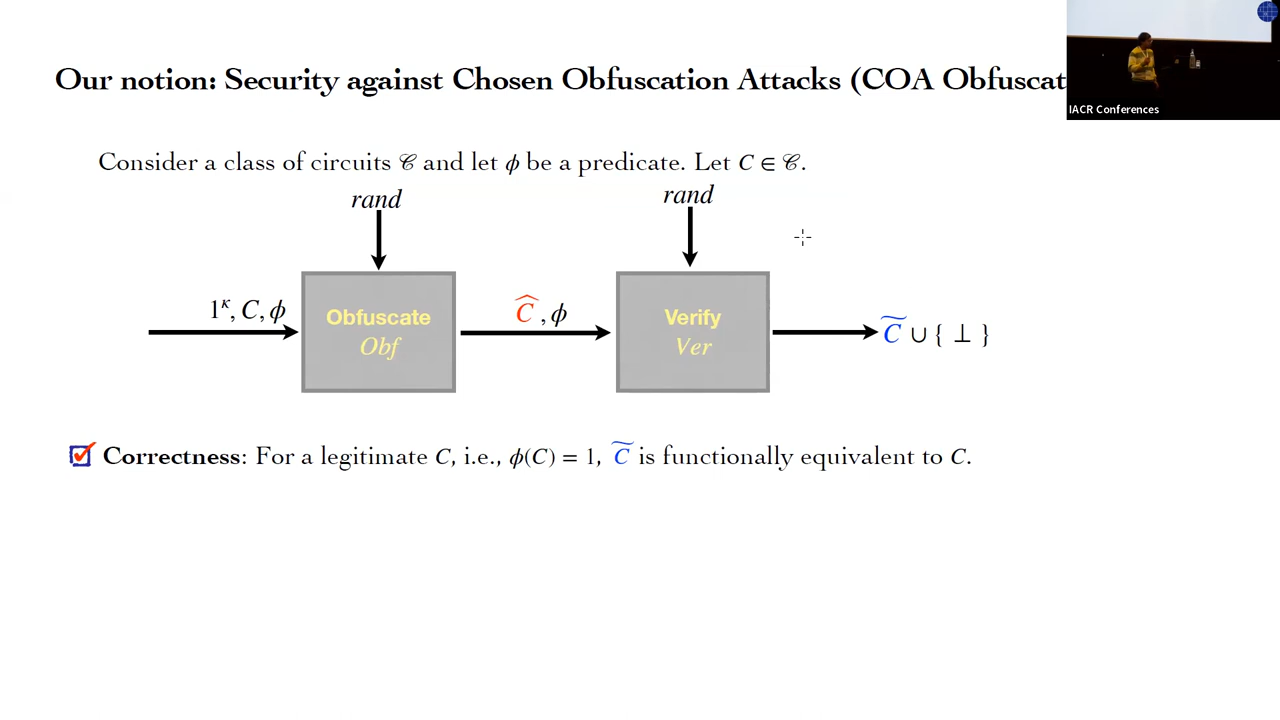 Our notion: Security against Chosen Obfuscation Attacks (COA Obfuscat
IACR Conferences
Consider a class of circuits 𝒞 and let ϕ be a predicate. Let C ∈ 𝒞.
rand
rand
1^κ, C, ϕ
Obfuscate
Obf
Ĉ, ϕ
Verify
Ver
C̃ ∪ { ⊥ }
Correctness: For a legitimate C, i.e., ϕ(C) = 1, C̃ is functionally equivalent to C.